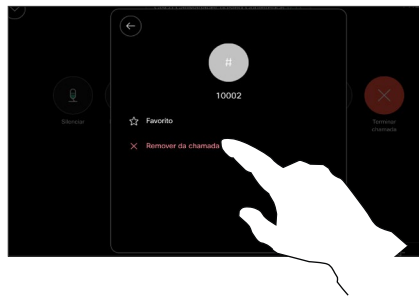 #
10002
Favorito
Remover da chamada
Silenciar
Terminar
chamada